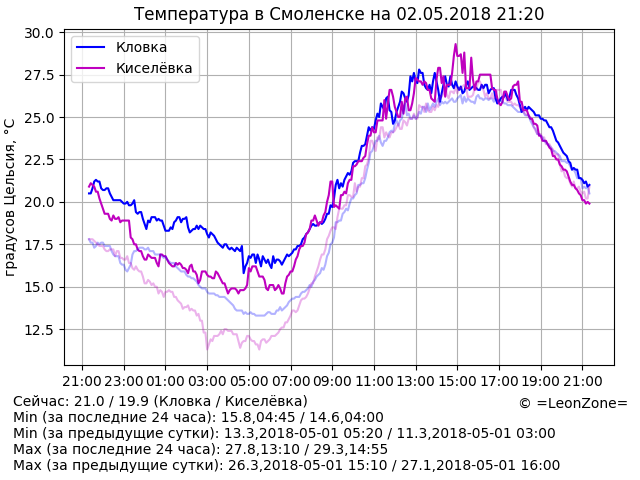 Температура в Смоленске на 02.05.2018 21:20
градусов Цельсия, °C
30.0
27.5
25.0
22.5
20.0
17.5
15.0
12.5
Кловка
Киселёвка
21:00 23:00 01:00 03:00 05:00 07:00 09:00 11:00 13:00 15:00 17:00 19:00 21:00
Сейчас: 21.0 / 19.9 (Кловка / Киселёвка)
© =LeonZone=
Min (за последние 24 часа): 15.8,04:45 / 14.6,04:00
Min (за предыдущие сутки): 13.3,2018-05-01 05:20 / 11.3,2018-05-01 03:00
Max (за последние 24 часа): 27.8,13:10 / 29.3,14:55
Max (за предыдущие сутки): 26.3,2018-05-01 15:10 / 27.1,2018-05-01 16:00